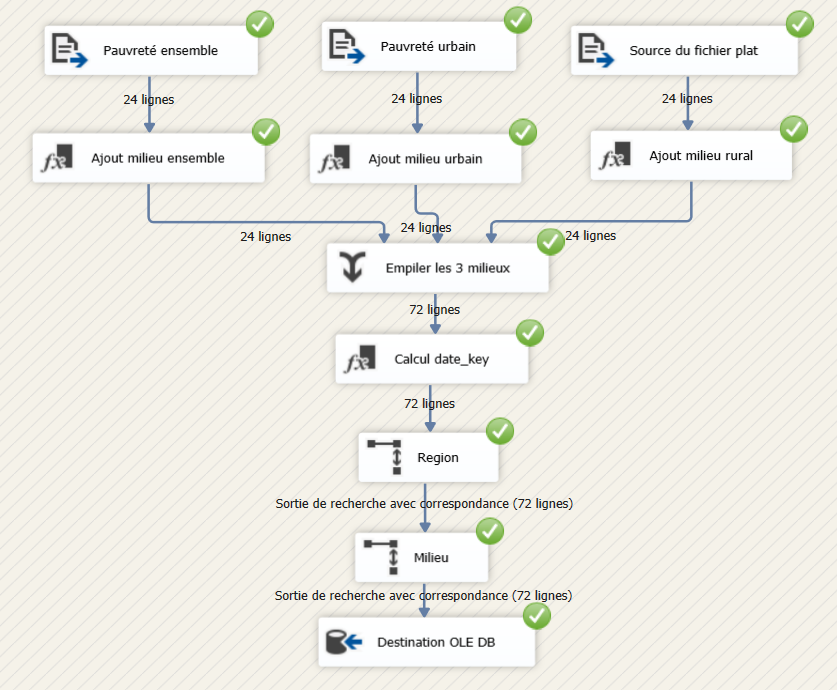 Pauvreté ensemble
Pauvreté urbain
Source du fichier plat
24 lignes
24 lignes
24 lignes
Ajout milieu ensemble
Ajout milieu urbain
Ajout milieu rural
24 lignes
24 lignes
24 lignes
Empiler les 3 milieux
72 lignes
Calcul date_key
72 lignes
Region
Sortie de recherche avec correspondance (72 lignes)
Milieu
Sortie de recherche avec correspondance (72 lignes)
Destination OLE DB